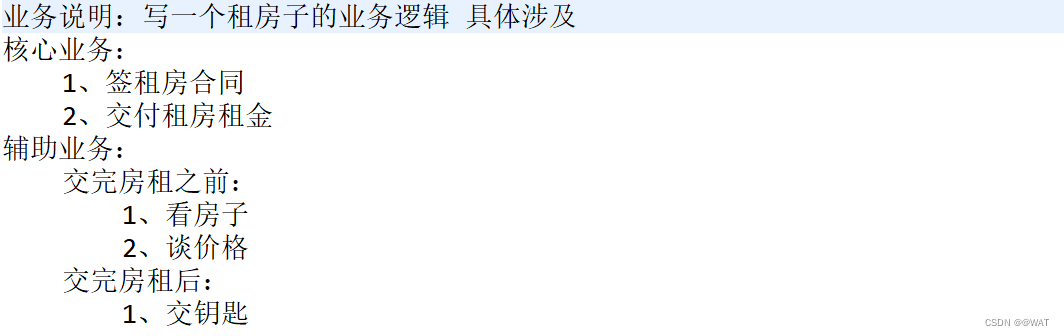 业务说明：写一个租房子的业务逻辑 具体涉及
核心业务：
1、签租房合同
2、交付租房租金
辅助业务：
交完房租之前：
1、看房子
2、谈价格
交完房租后：
1、交钥匙
CSDN @@WAT